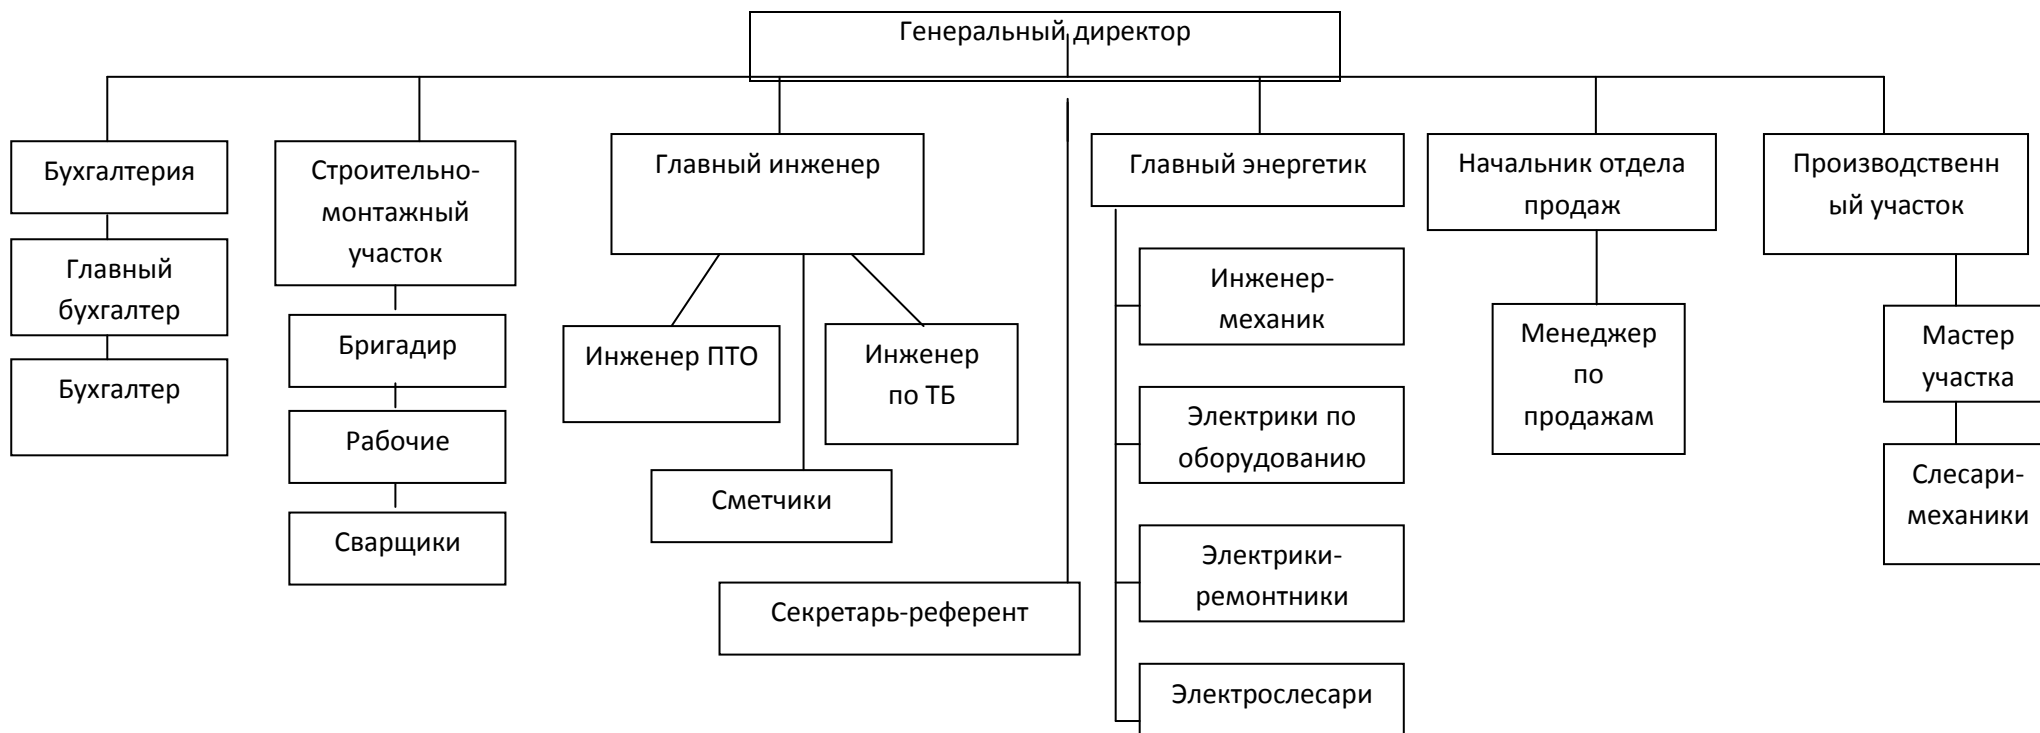 Генеральный директор
Бухгалтерия
Главный
бухгалтер
Бухгалтер
Строительно-
монтажный
участок
Бригадир
Рабочие
Сварщики
Главный инженер
Инженер ПТО
Инженер
по ТБ
Сметчики
Секретарь-референт
Главный энергетик
Инженер-
механик
Электрики по
оборудованию
Электрики-
ремонтники
Электрослесари
Начальник отдела
продаж
Менеджер
по
продажам
Производственн
ый участок
Мастер
участка
Слесари-
механики